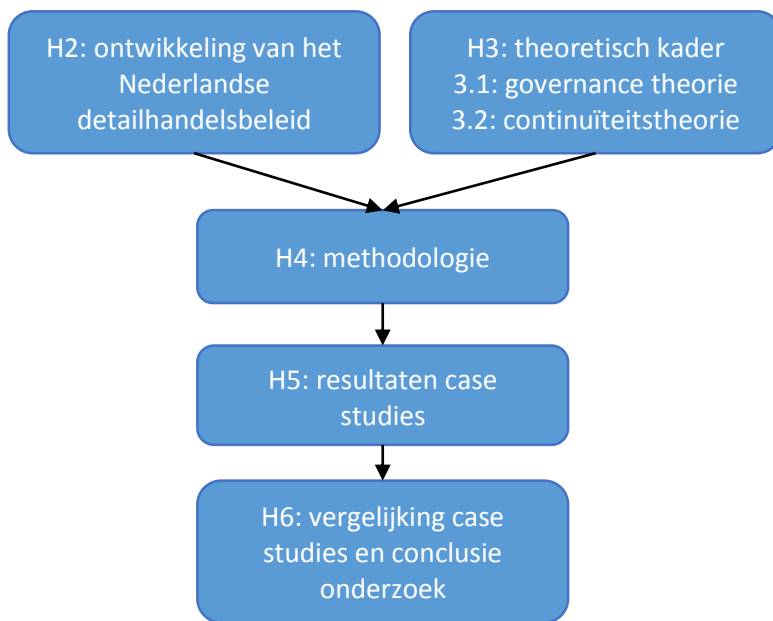 H2: ontwikkeling van het
Nederlandse
detailhandelsbeleid
H3: theoretisch kader
3.1: governance theorie
3.2: continuïteitstheorie
H4: methodologie
H5: resultaten case
studies
H6: vergelijking case
studies en conclusie
onderzoek